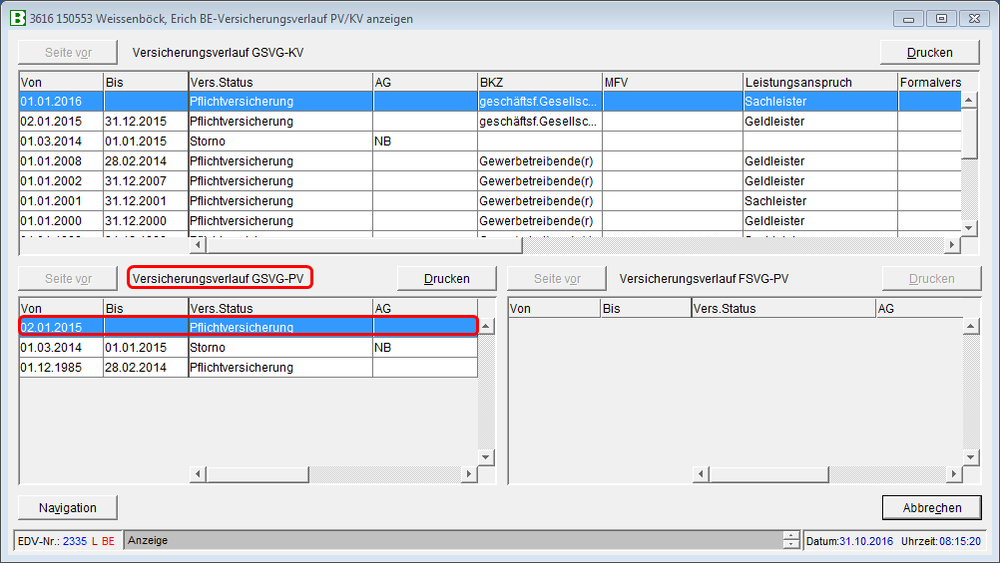 B 3616 150553 Weissenböck, Erich BE-Versicherungsverlauf PV/KV anzeigen
Seite vor Versicherungsverlauf GSVG-KV Drucken
Von Bis Vers.Status AG BKZ MFV Leistungsanspruch Formalvers
01.01.2016 Pflichtversicherung geschäftsf.Gesellsc... Sachleister
02.01.2015 31.12.2015 Pflichtversicherung geschäftsf.Gesellsc... Geldleister
01.03.2014 01.01.2015 Storno NB
01.01.2008 28.02.2014 Pflichtversicherung Gewerbetreibende(r) Geldleister
01.01.2002 31.12.2007 Pflichtversicherung Gewerbetreibende(r) Geldleister
01.01.2001 31.12.2001 Pflichtversicherung Gewerbetreibende(r) Sachleister
01.01.2000 31.12.2000 Pflichtversicherung Gewerbetreibende(r) Geldleister
Seite vor Versicherungsverlauf GSVG-PV Drucken
Von Bis Vers.Status AG
02.01.2015 Pflichtversicherung
01.03.2014 01.01.2015 Storno NB
01.12.1985 28.02.2014 Pflichtversicherung
Seite vor Versicherungsverlauf FSVG-PV Drucken
Von Bis Vers.Status AG
Navigation Abbrechen
EDV-Nr.: 2335 L BE Anzeige Datum:31.10.2016 Uhrzeit:08:15:20